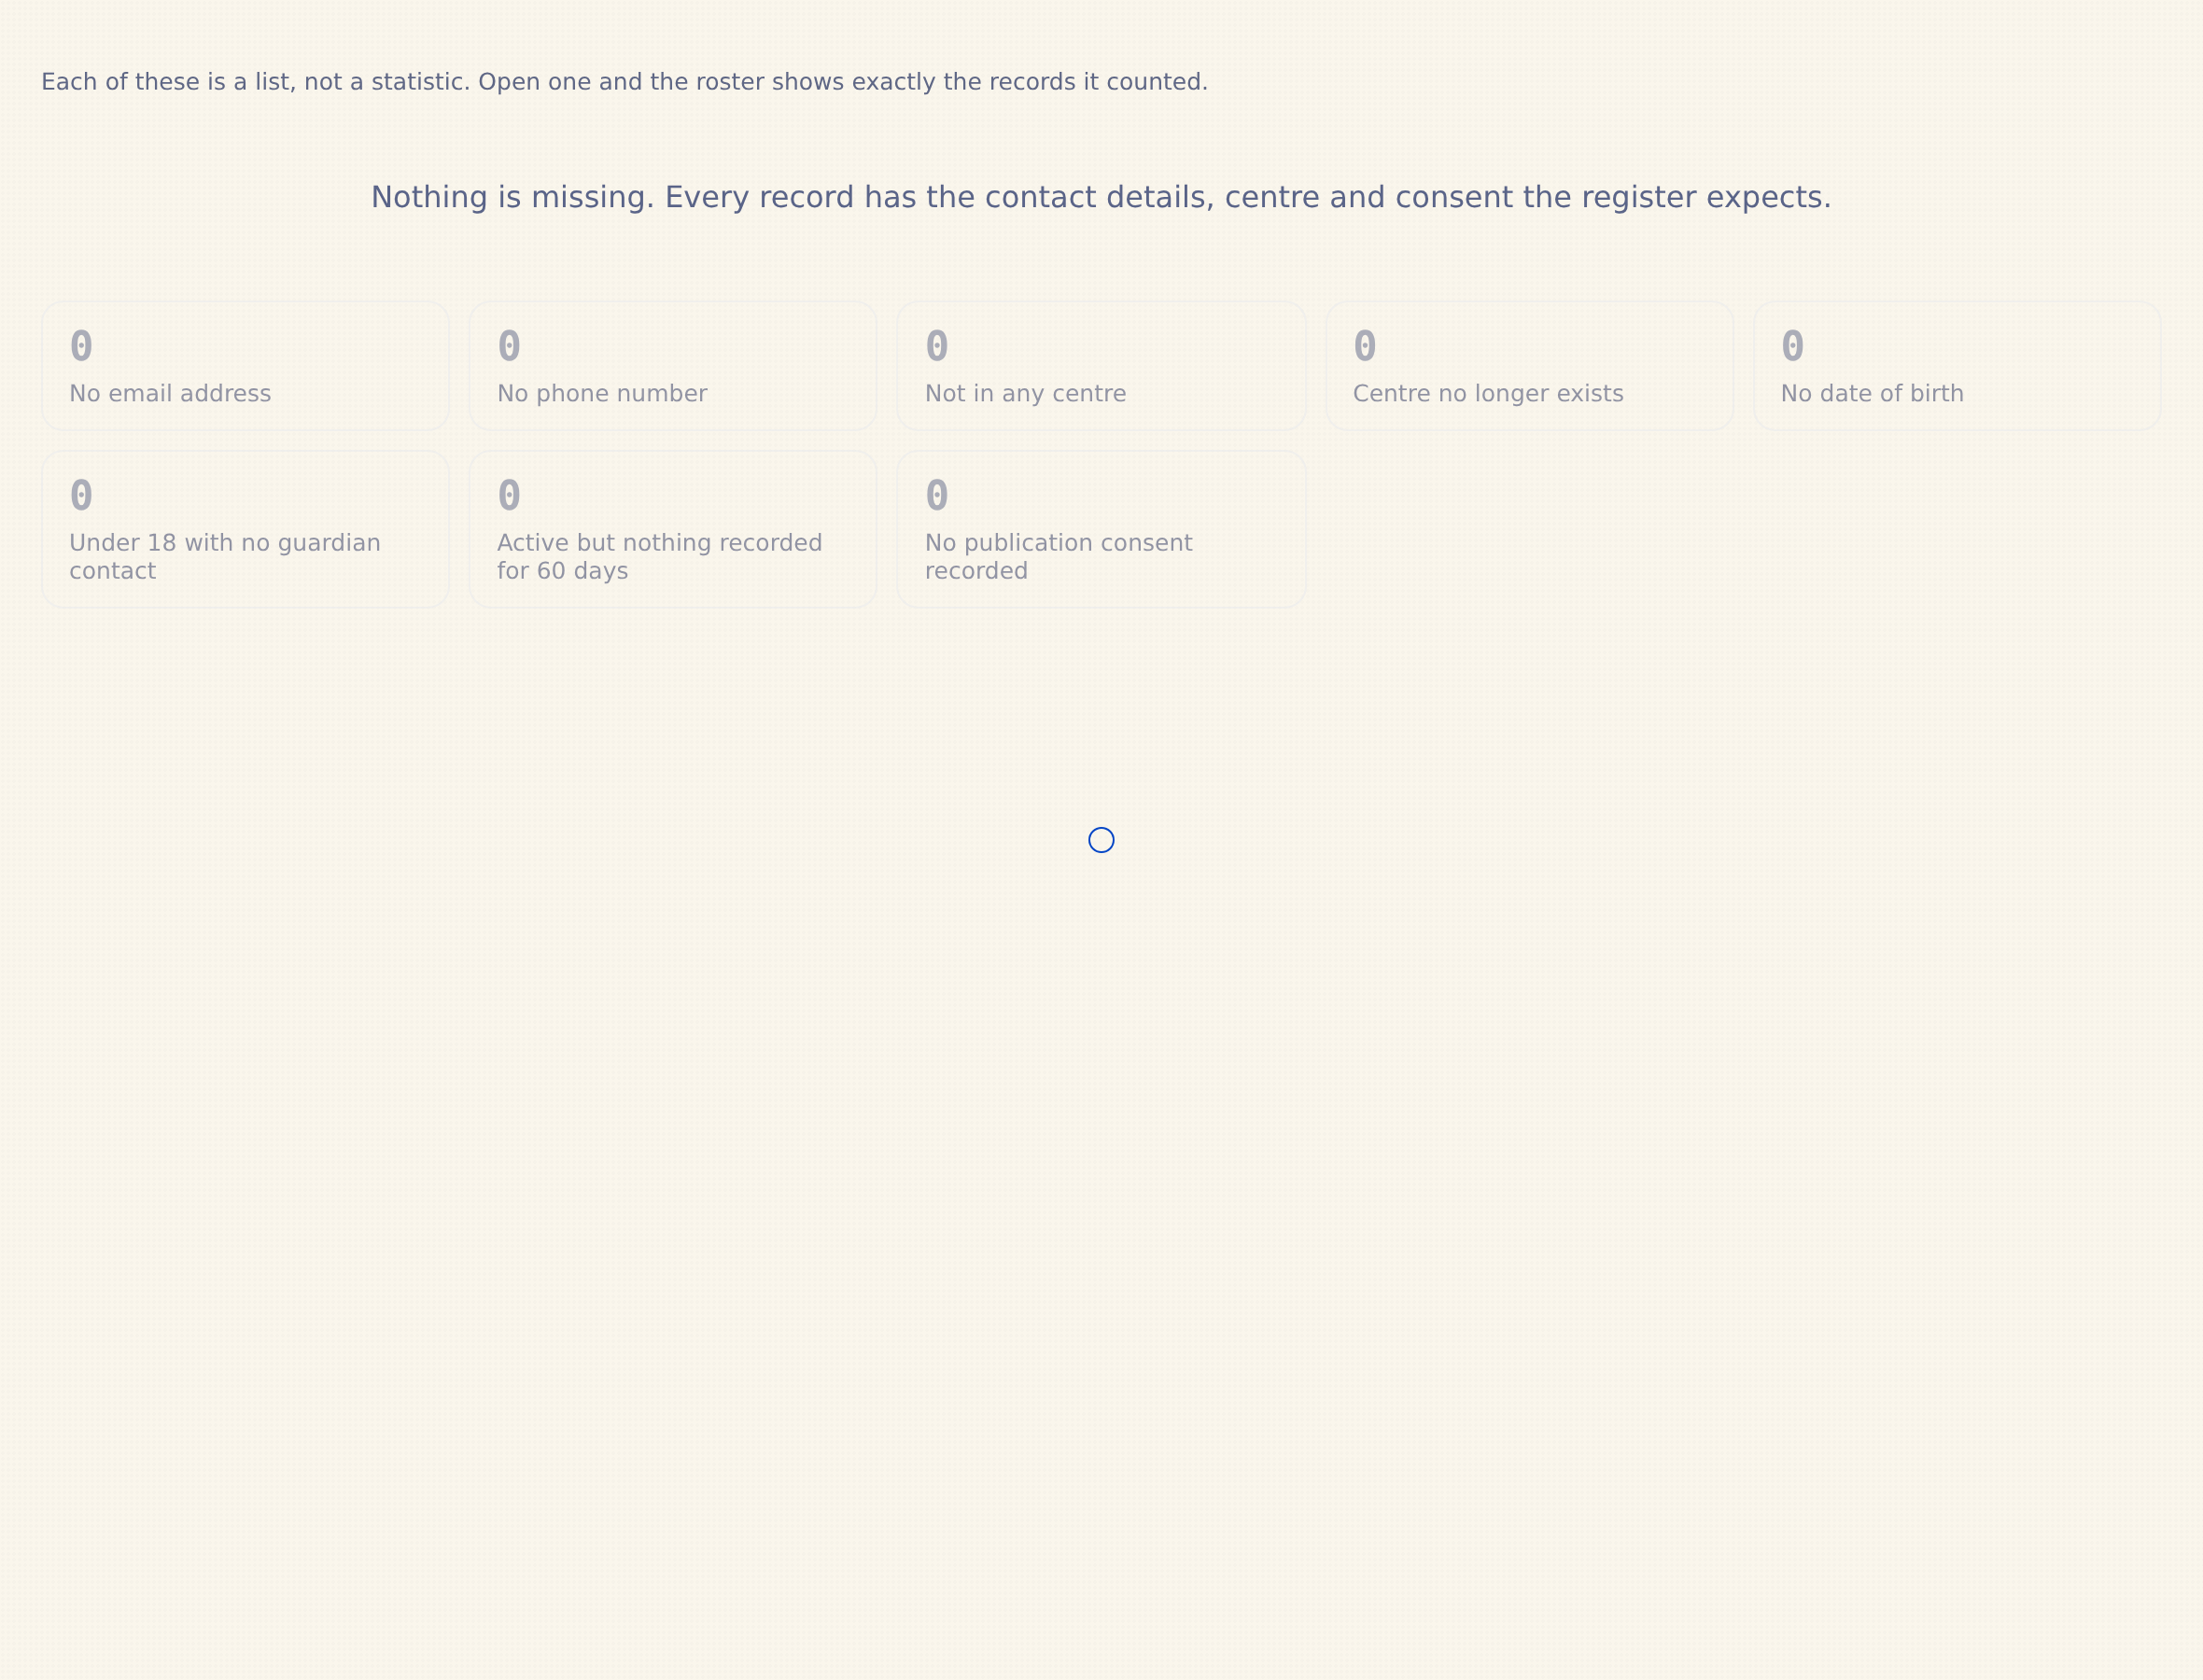 Each of these is a list, not a statistic. Open one and the roster shows exactly the records it counted.
Nothing is missing. Every record has the contact details, centre and consent the register expects.
0
No email address
0
No phone number
0
Not in any centre
0
Centre no longer exists
0
No date of birth
0
Under 18 with no guardian
contact
0
Active but nothing recorded
for 60 days
0
No publication consent
recorded